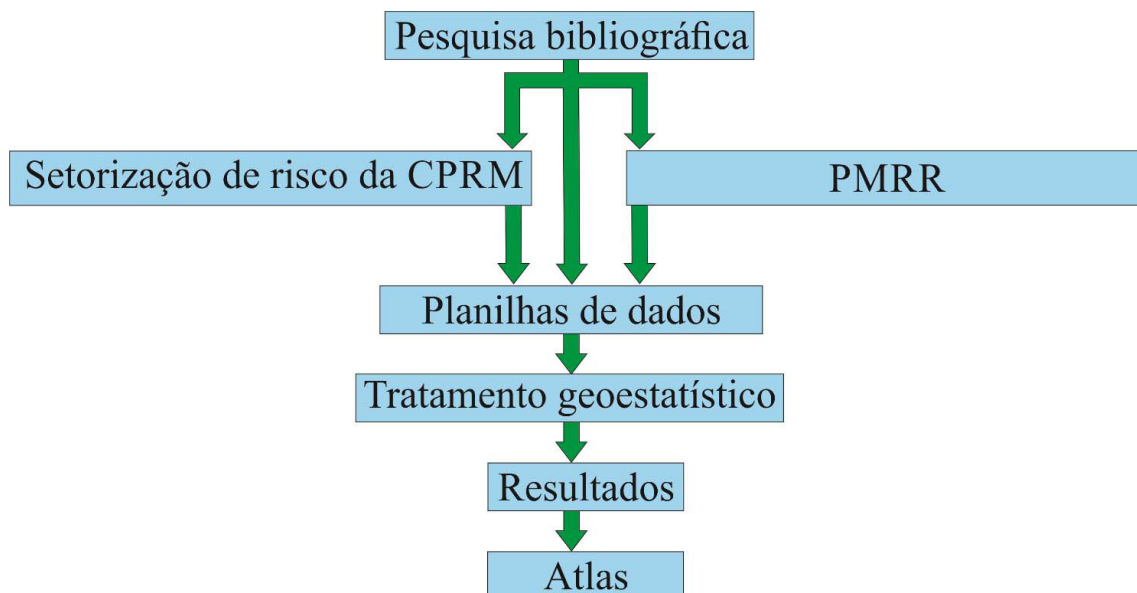 Pesquisa bibliográfica
Setorização de risco da CPRM
PMRR
Planilhas de dados
Tratamento geoestatístico
Resultados
Atlas